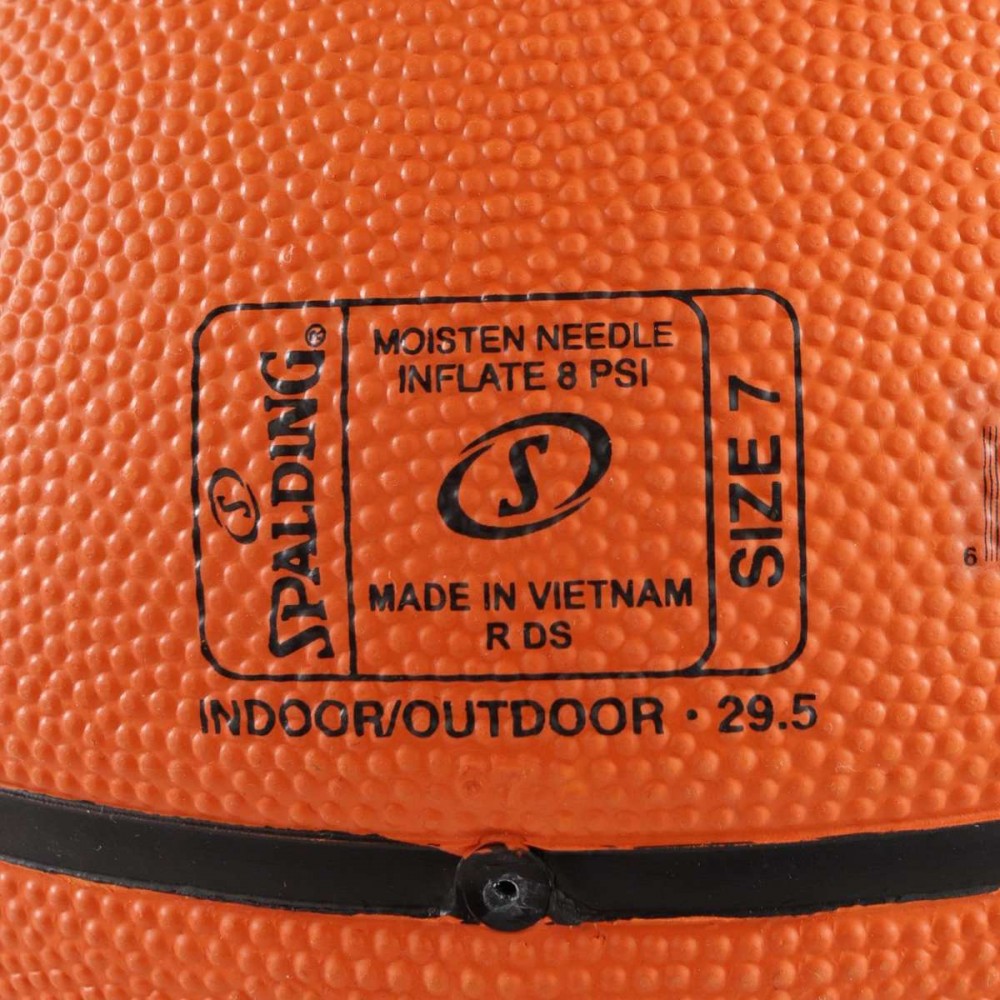 SPALDING®
MOISTEN NEEDLE
INFLATE 8 PSI
S
MADE IN VIETNAM
R DS
SIZE 7
INDOOR/OUTDOOR · 29.5
S
6